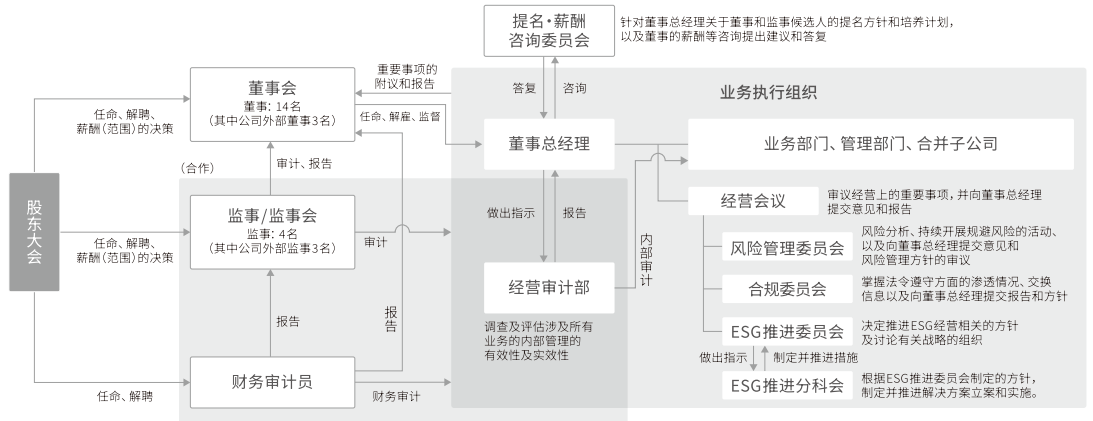 提名·薪酬
咨询委员会
针对董事总经理关于董事和监事候选人的提名方针和培养计划，
以及董事的薪酬等咨询提出建议和答复
重要事项的
附议和报告
答复
咨询
业务执行组织
董事会
董事：14名
（其中公司外部董事3名）
任命、解聘、
薪酬（范围）的决策
任命、解雇、监督
董事总经理
业务部门、管理部门、合并子公司
（合作）
审计、报告
股东大会
监事/监事会
监事：4名
（其中公司外部监事3名）
任命、解聘、
薪酬（范围）的决策
审计
做出指示
报告
内部审计
经营会议
审议经营上的重要事项，并向董事总经理
提交意见和报告
风险管理委员会
风险分析、持续开展规避风险的活动、
以及向董事总经理提交意见和
风险管理方针的审议
经营审计部
调查及评估涉及所有
业务的内部管理的
有效性及实效性
合规委员会
掌握法令遵守方面的渗透情况、交换
信息以及向董事总经理提交报告和方针
报告
报告
ESG推进委员会
决定推进ESG经营相关的方针
及讨论有关战略的组织
做出指示
制定并推进措施
财务审计员
任命、解聘
财务审计
ESG推进分科会
根据ESG推进委员会制定的方针，
制定并推进解决方案立案和实施。